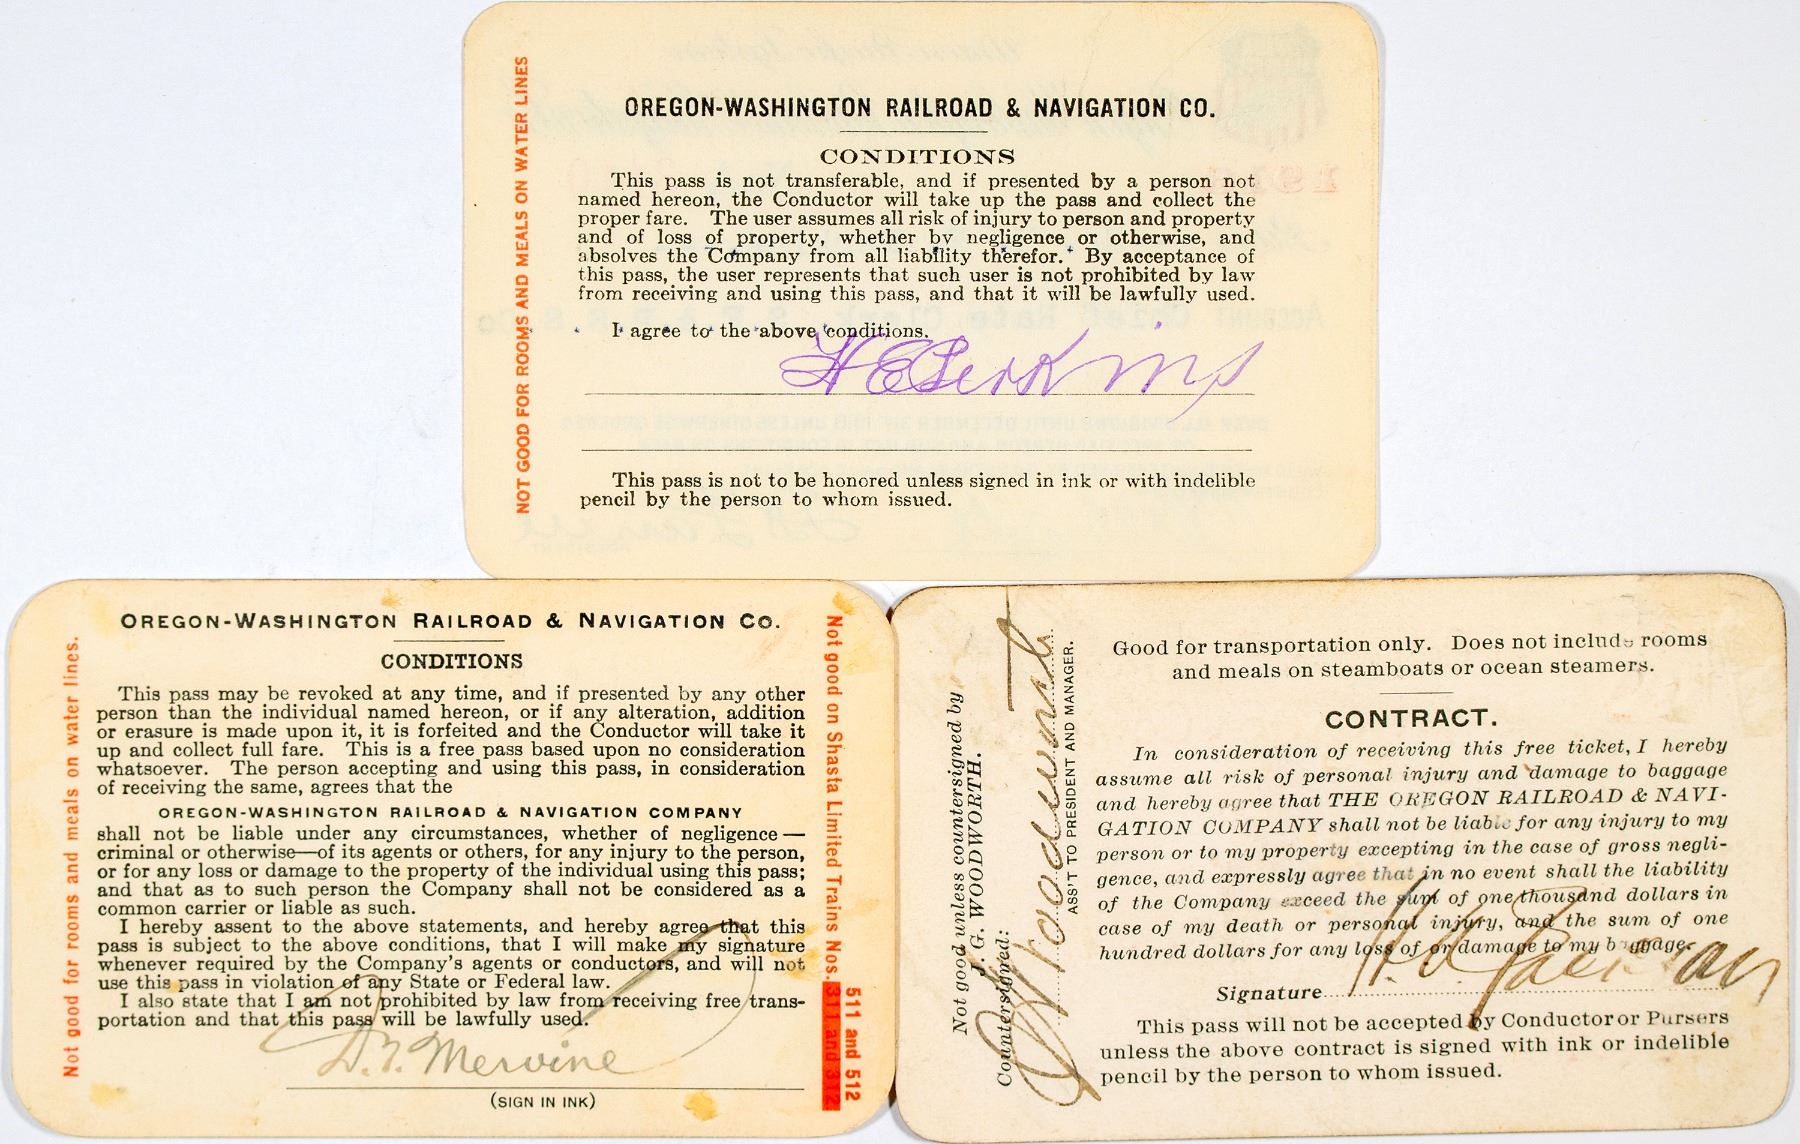 NOT GOOD FOR ROOMS AND MEALS ON WATER LINES
OREGON-WASHINGTON RAILROAD & NAVIGATION CO.
CONDITIONS
This pass is not transferable, and if presented by a person not
named hereon, the Conductor will take up the pass and collect the
proper fare. The user assumes all risk of injury to person and property
and of loss of property, whether by negligence or otherwise, and
absolves the Company from all liability therefor. By acceptance of
this pass, the user represents that such user is not prohibited by law
from receiving and using this pass, and that it will be lawfully used.
I agree to the above conditions.
H E Perkins
This pass is not to be honored unless signed in ink or with indelible
pencil by the person to whom issued.
Not good for rooms and meals on water lines.
OREGON-WASHINGTON RAILROAD & NAVIGATION CO.
CONDITIONS
This pass may be revoked at any time, and if presented by any other
person than the individual named hereon, or if any alteration, addition
or erasure is made upon it, it is forfeited and the Conductor will take it
up and collect full fare. This is a free pass based upon no consideration
whatsoever. The person accepting and using this pass, in consideration
of receiving the same, agrees that the
OREGON-WASHINGTON RAILROAD & NAVIGATION COMPANY
shall not be liable under any circumstances, whether of negligence—
criminal or otherwise—of its agents or others, for any injury to the person,
or for any loss or damage to the property of the individual using this pass;
and that as to such person the Company shall not be considered as a
common carrier or liable as such.
I hereby assent to the above statements, and hereby agree that this
pass is subject to the above conditions, that I will make my signature
whenever required by the Company's agents or conductors, and will not
use this pass in violation of any State or Federal law.
I also state that I am not prohibited by law from receiving free trans-
portation and that this pass will be lawfully used.
Mervine
(SIGN IN INK)
Not good on Shasta Limited Trains Nos. 311 and 312
511 and 512
Not good unless countersigned by
J. G. WOODWORTH.
Countersigned:
J G Woodworth
ASS'T TO PRESIDENT AND MANAGER.
Good for transportation only. Does not include rooms
and meals on steamboats or ocean steamers.
CONTRACT.
In consideration of receiving this free ticket, I hereby
assume all risk of personal injury and damage to baggage
and hereby agree that THE OREGON RAILROAD & NAVI-
GATION COMPANY shall not be liable for any injury to my
person or to my property excepting in the case of gross negli-
gence, and expressly agree that in no event shall the liability
of the Company exceed the sum of one thousand dollars in
case of my death or personal injury, and the sum of one
hundred dollars for any loss of or damage to my baggage.
Signature
This pass will not be accepted by Conductor or Pursers
unless the above contract is signed with ink or indelible
pencil by the person to whom issued.